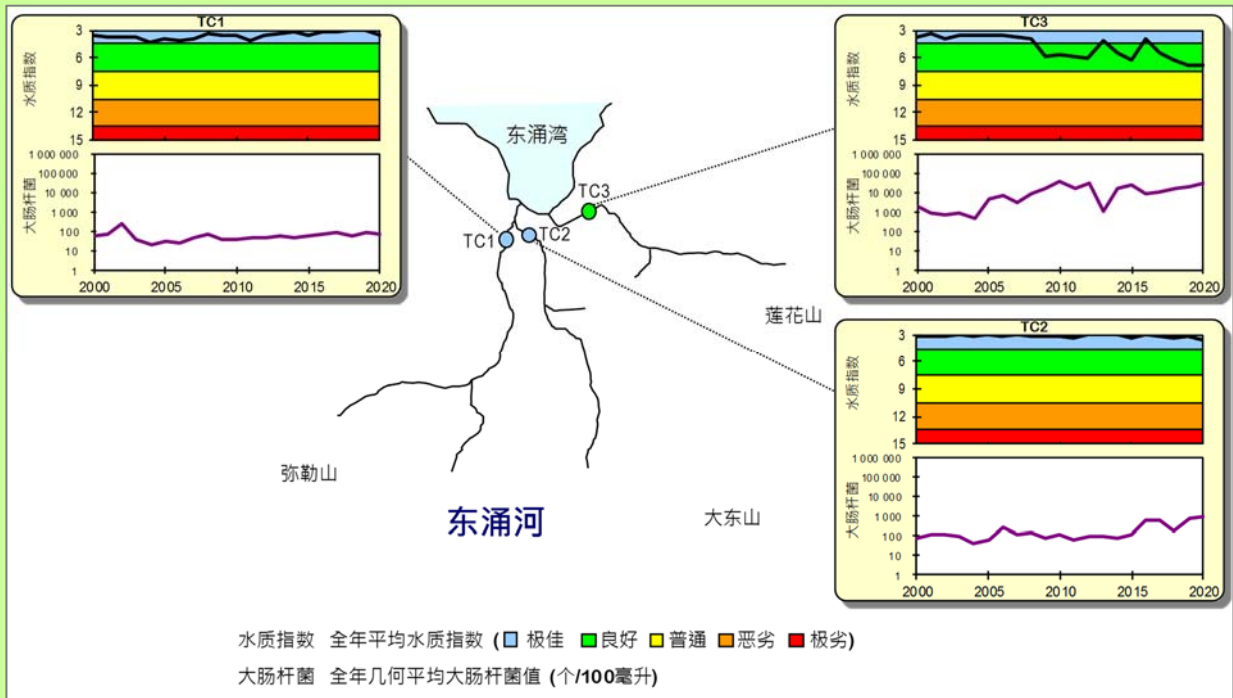 TC1
水质指数
3
6
9
12
15
大肠杆菌
1 000 000
100 000
10 000
1 000
100
10
1
2000 2005 2010 2015 2020
TC3
水质指数
3
6
9
12
15
大肠杆菌
1 000 000
100 000
10 000
1 000
100
10
1
2000 2005 2010 2015 2020
东涌湾
TC3
TC1
TC2
莲花山
弥勒山
东涌河
大东山
TC2
水质指数
3
6
9
12
15
大肠杆菌
1 000 000
100 000
10 000
1 000
100
10
1
2000 2005 2010 2015 2020
水质指数 全年平均水质指数 ( 极佳 良好 普通 恶劣 极劣)
大肠杆菌 全年几何平均大肠杆菌值 (个/100毫升)